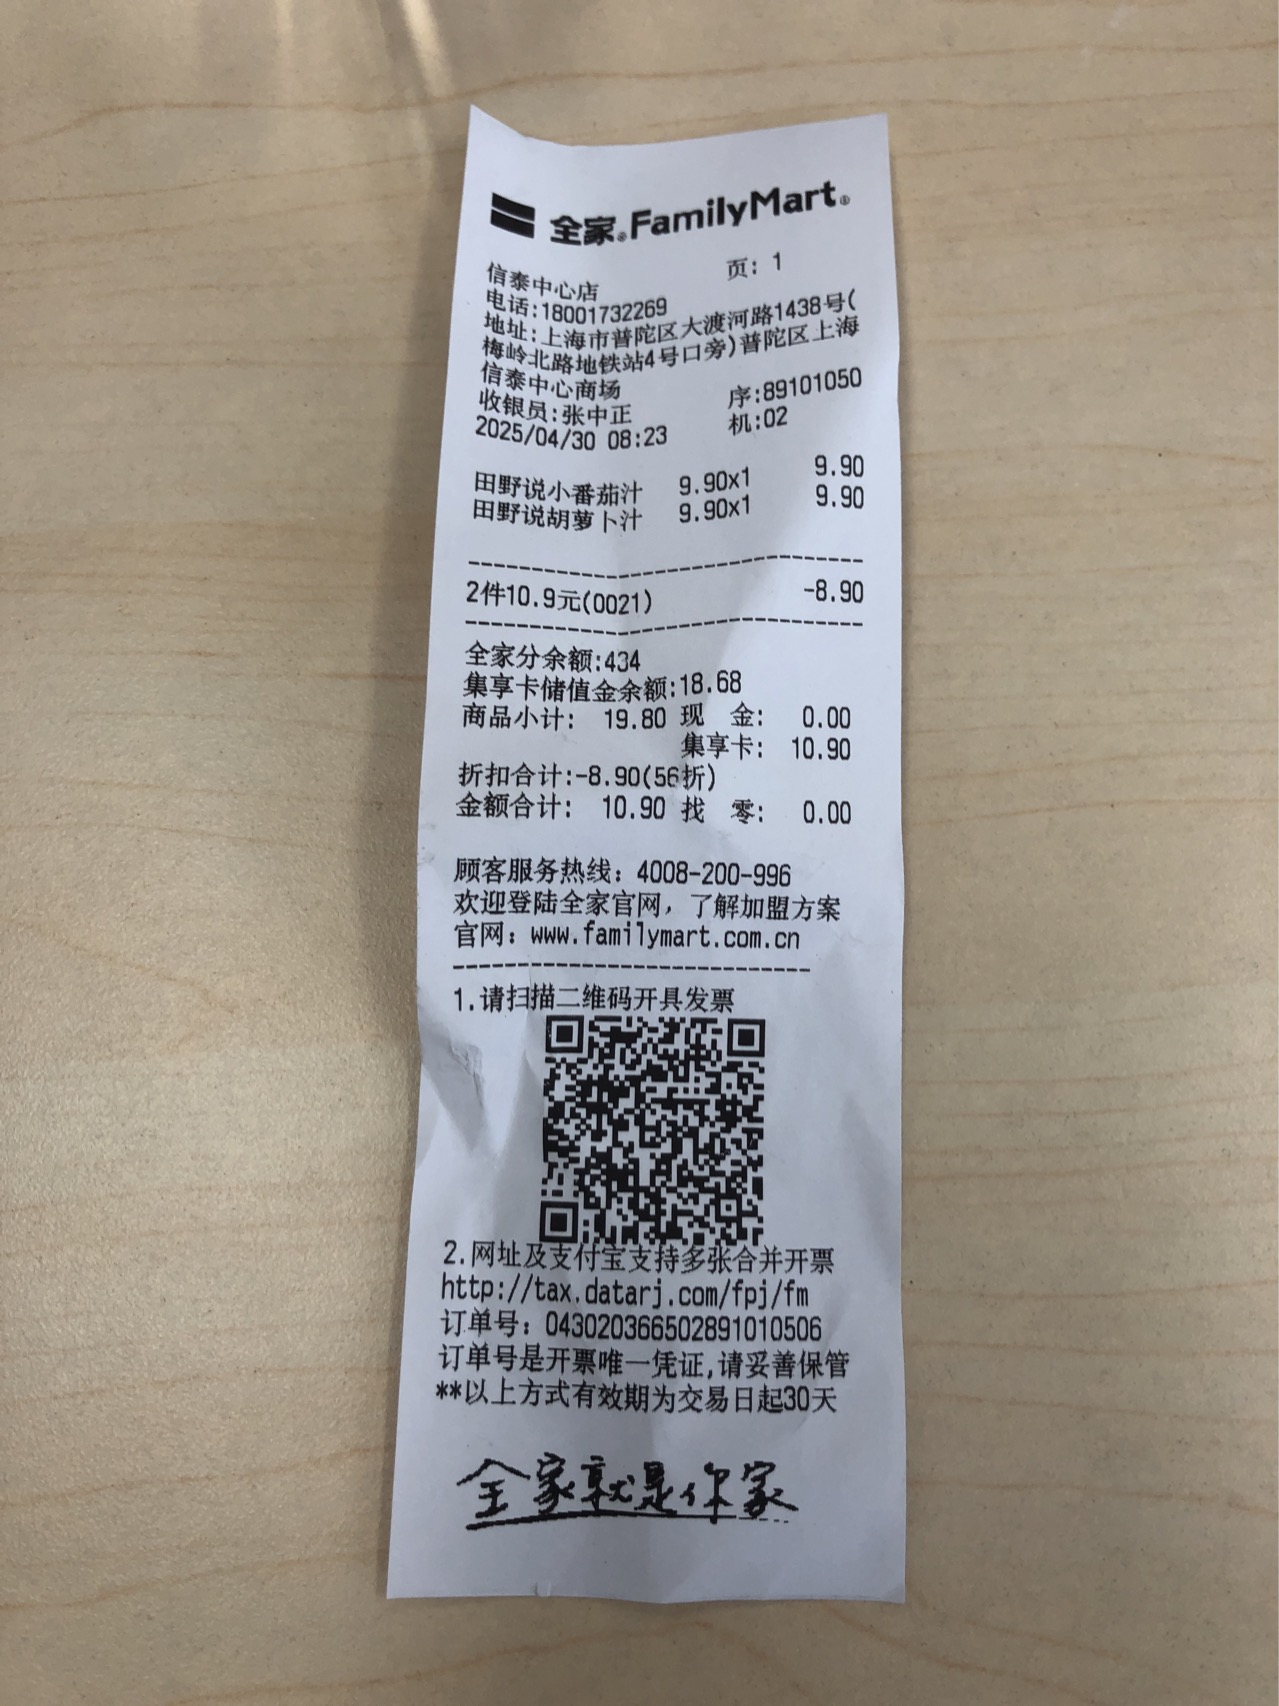 全家®FamilyMart®
页: 1
信泰中心店
电话:18001732269
地址:上海市普陀区大渡河路1438号(
梅岭北路地铁站4号口旁)普陀区上海
信泰中心商场
收银员:张中正 序:89101050
2025/04/30 08:23 机:02
田野说小番茄汁 9.90x1 9.90
田野说胡萝卜汁 9.90x1 9.90
2件10.9元(0021) -8.90
全家分余额:434
集享卡储值金余额:18.68
商品小计: 19.80 现 金: 0.00
集享卡: 10.90
折扣合计:-8.90(56折)
金额合计: 10.90 找 零: 0.00
顾客服务热线: 4008-200-996
欢迎登陆全家官网,了解加盟方案
官网: www.familymart.com.cn
1.请扫描二维码开具发票
2.网址及支付宝支持多张合并开票
http://tax.datarj.com/fpj/fm
订单号: 043020366502891010506
订单号是开票唯一凭证,请妥善保管
**以上方式有效期为交易日起30天
全家就是你家